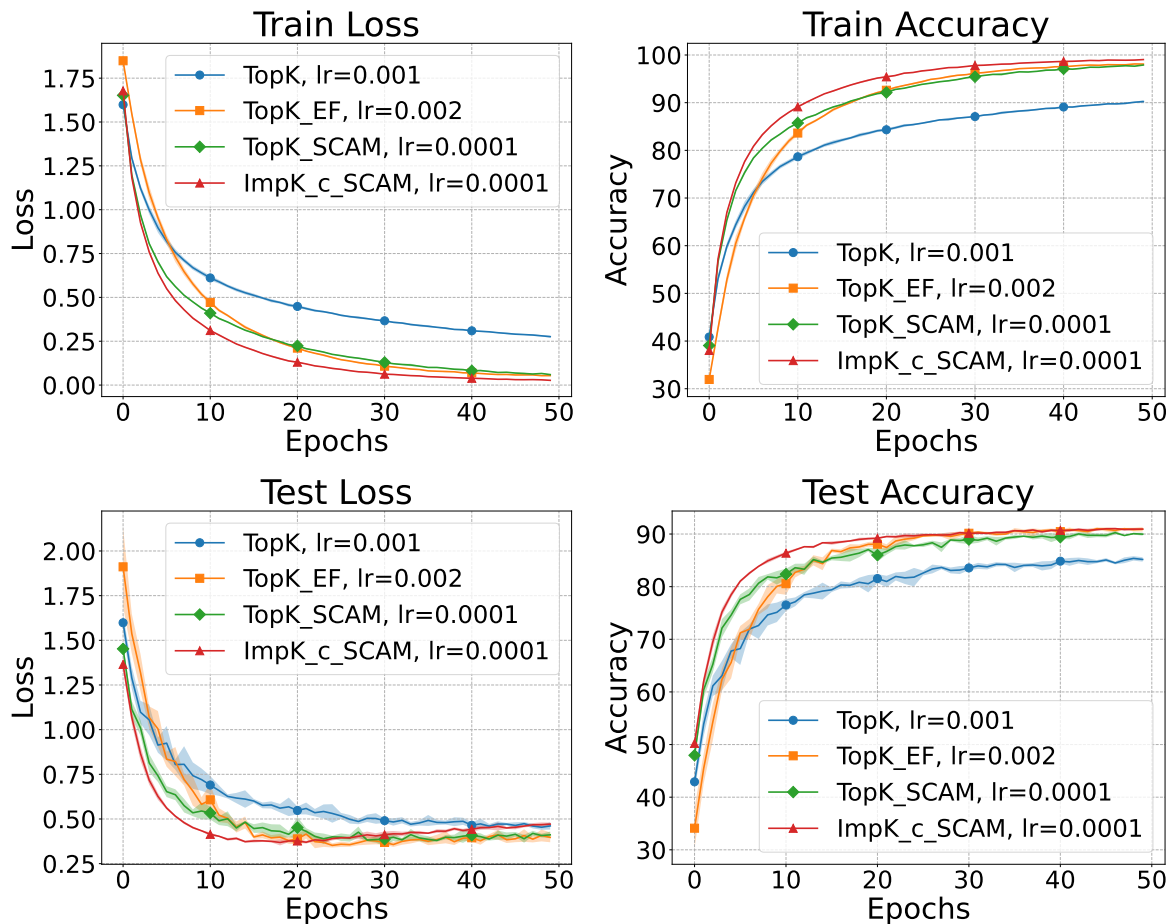 Train Loss
Loss
1.75
1.50
1.25
1.00
0.75
0.50
0.25
0.00
TopK, lr=0.001
TopK_EF, lr=0.002
TopK_SCAM, lr=0.0001
ImpK_c_SCAM, lr=0.0001
0 10 20 30 40 50
Epochs
Train Accuracy
Accuracy
100
90
80
70
60
50
40
30
TopK, lr=0.001
TopK_EF, lr=0.002
TopK_SCAM, lr=0.0001
ImpK_c_SCAM, lr=0.0001
0 10 20 30 40 50
Epochs
Test Loss
Loss
2.00
1.75
1.50
1.25
1.00
0.75
0.50
0.25
TopK, lr=0.001
TopK_EF, lr=0.002
TopK_SCAM, lr=0.0001
ImpK_c_SCAM, lr=0.0001
0 10 20 30 40 50
Epochs
Test Accuracy
Accuracy
90
80
70
60
50
40
30
TopK, lr=0.001
TopK_EF, lr=0.002
TopK_SCAM, lr=0.0001
ImpK_c_SCAM, lr=0.0001
0 10 20 30 40 50
Epochs